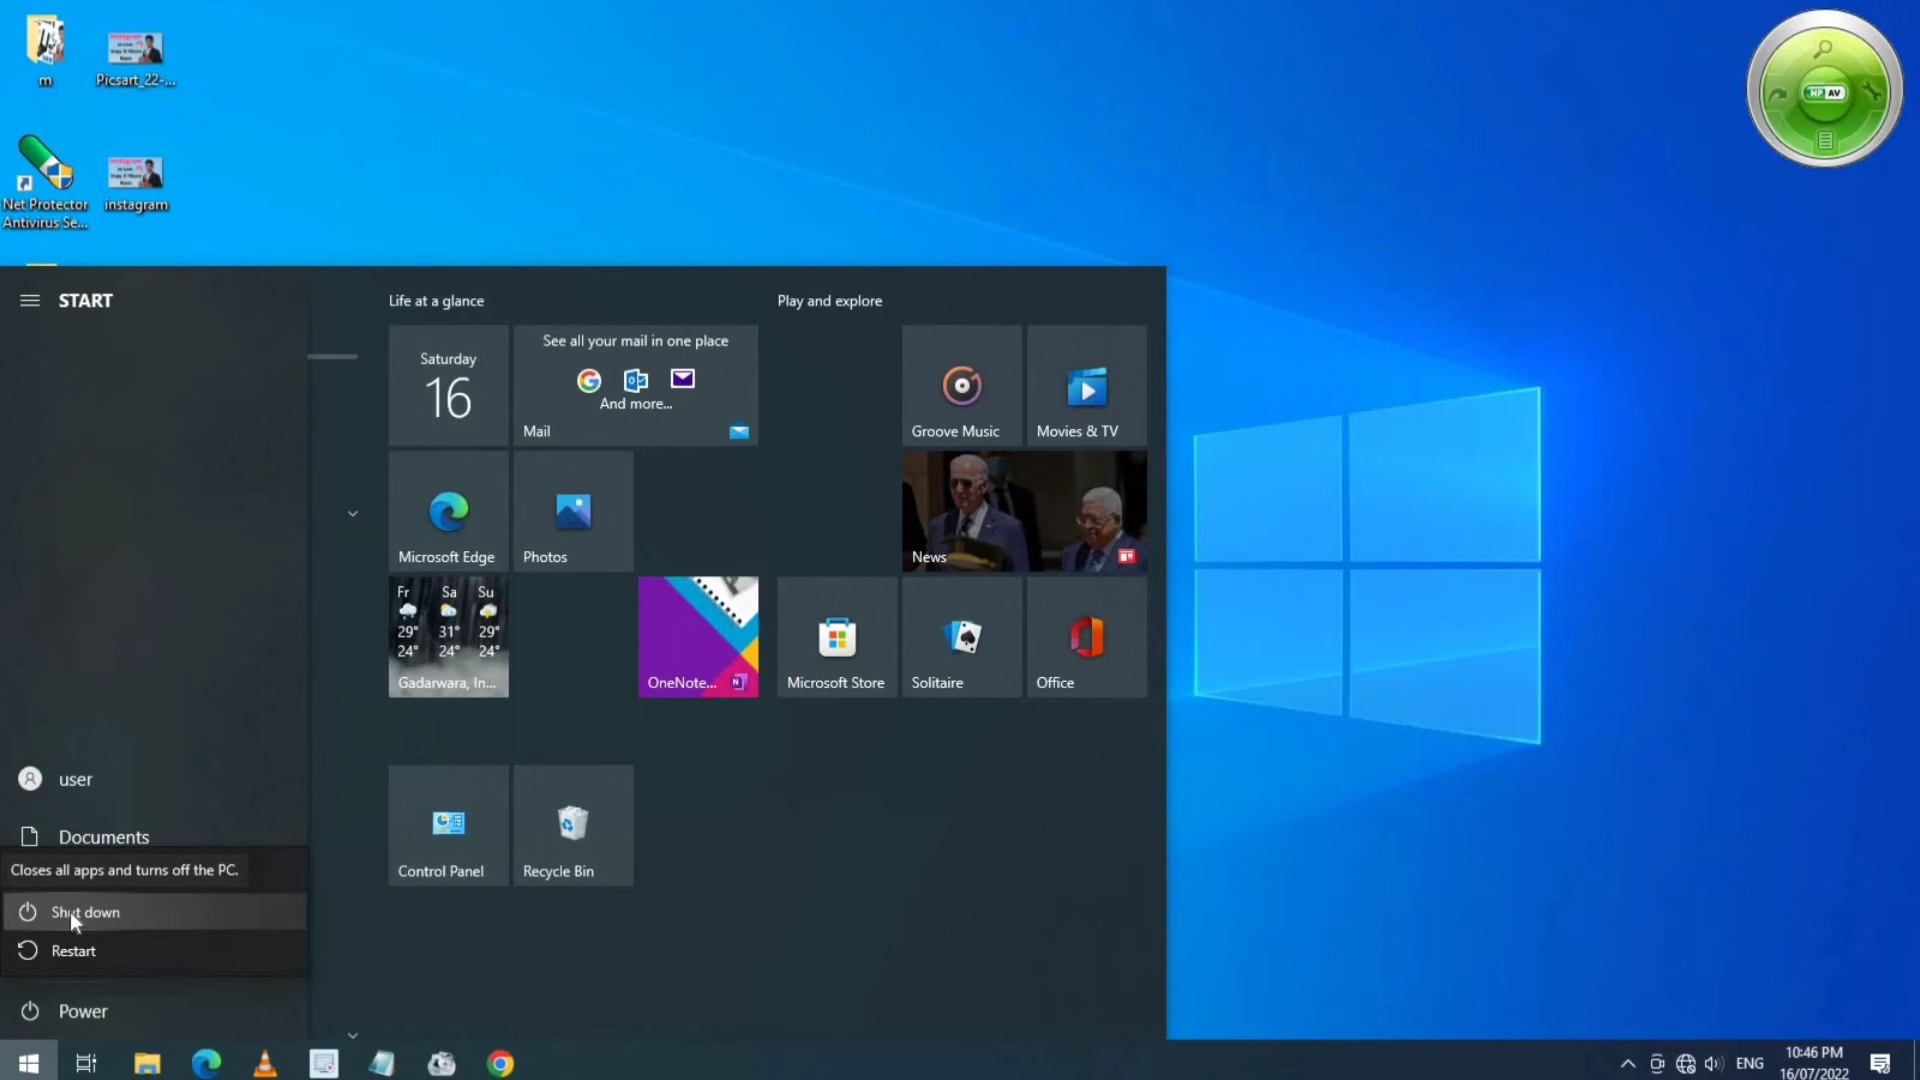 m
Picsart_22-...
Net Protector
Antivirus Se...
instagram
NP AV
START
Life at a glance
Play and explore
Saturday
16
See all your mail in one place
And more...
Mail
Groove Music
Movies & TV
Microsoft Edge
Photos
News
Fr Sa Su
29° 31° 29°
24° 24° 24°
Gadarwara, In...
OneNote...
Microsoft Store
Solitaire
Office
user
Documents
Closes all apps and turns off the PC.
Shut down
Restart
Power
Control Panel
Recycle Bin
ENG
10:46 PM
16/07/2022